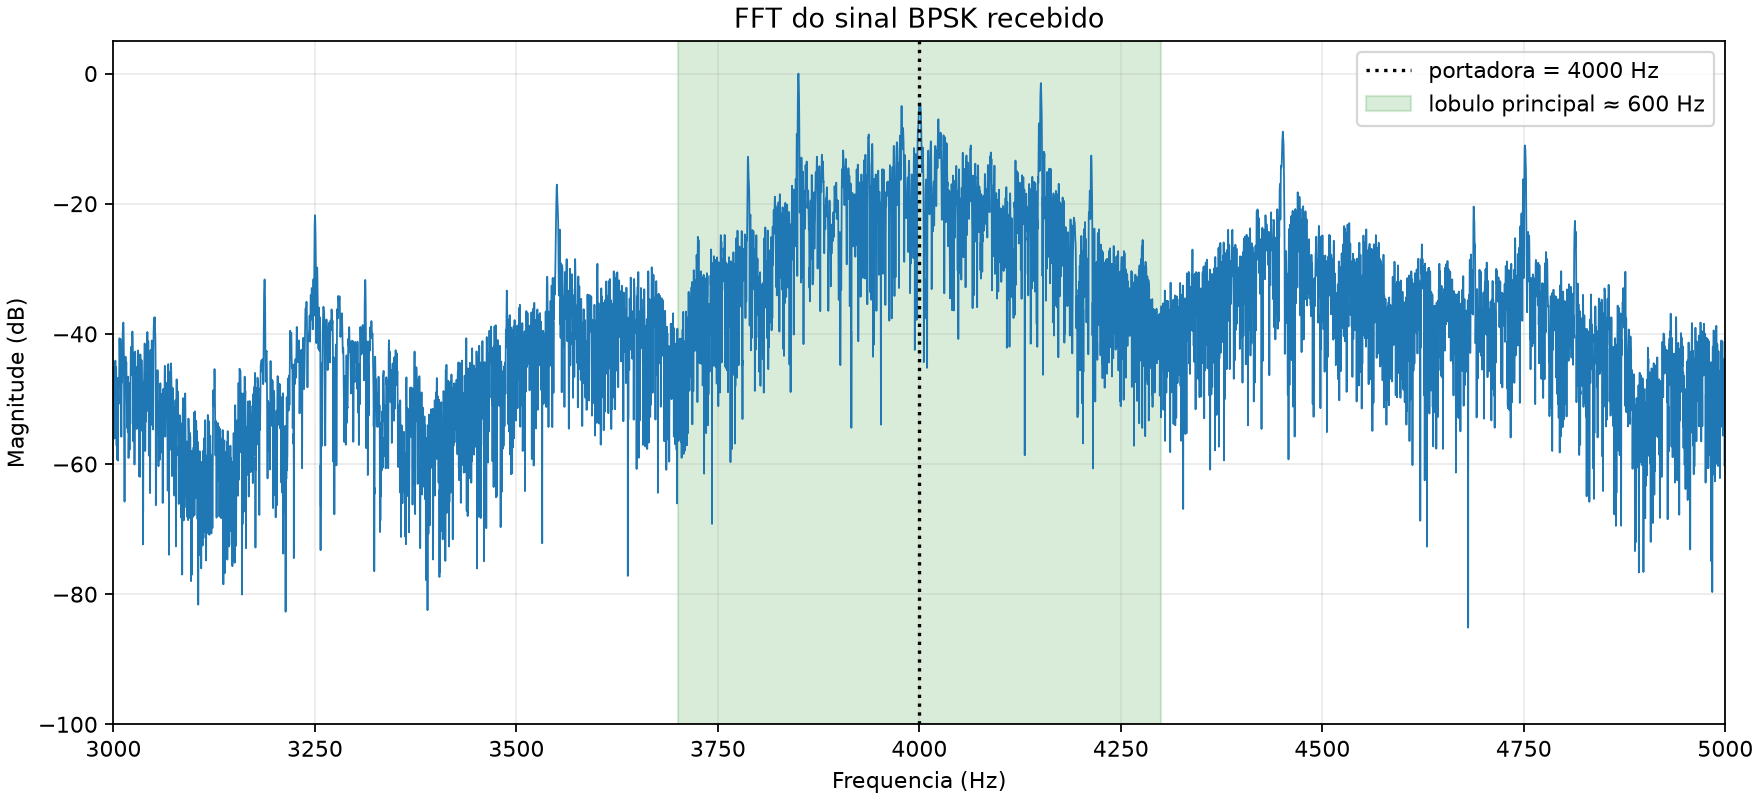 FFT do sinal BPSK recebido
portadora = 4000 Hz
lobulo principal ≈ 600 Hz
Magnitude (dB)
0
−20
−40
−60
−80
−100
3000 3250 3500 3750 4000 4250 4500 4750 5000
Frequencia (Hz)